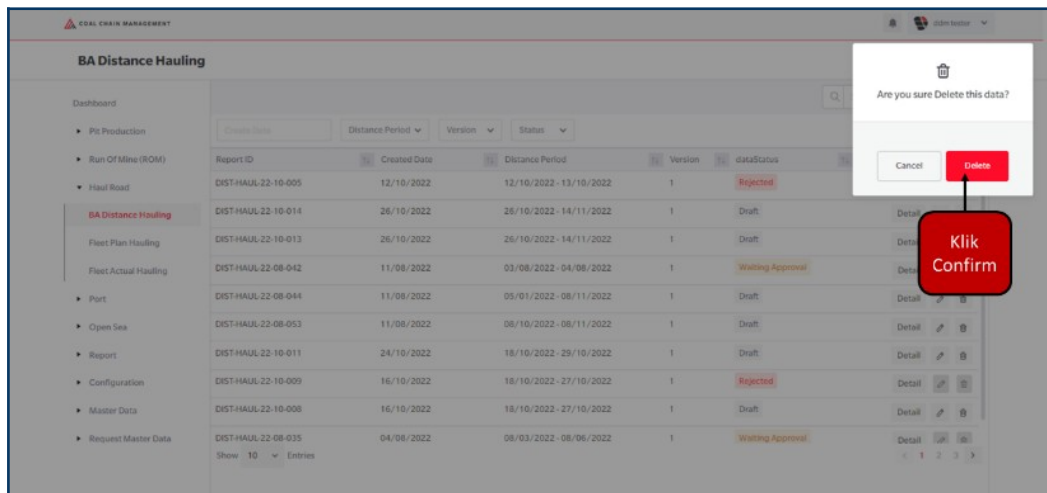 COAL CHAIN MANAGEMENT
ddm tester
BA Distance Hauling
Are you sure Delete this data?
Cancel Delete
Klik
Confirm
Dashboard
Pit Production
Run Of Mine (ROM)
Haul Road
BA Distance Hauling
Fleet Plan Hauling
Fleet Actual Hauling
Port
Open Sea
Report
Configuration
Master Data
Request Master Data
Create Date Distance Period Version Status
Report ID Created Date Distance Period Version dataStatus
DIST-HAUL-22-10-005 12/10/2022 12/10/2022 - 13/10/2022 1 Rejected
DIST-HAUL-22-10-014 26/10/2022 26/10/2022 - 14/11/2022 1 Draft Detail
DIST-HAUL-22-10-013 26/10/2022 26/10/2022 - 14/11/2022 1 Draft Detail
DIST-HAUL-22-08-042 11/08/2022 03/08/2022 - 04/08/2022 1 Waiting Approval Detail
DIST-HAUL-22-08-044 11/08/2022 05/01/2022 - 08/11/2022 1 Draft Detail
DIST-HAUL-22-08-053 11/08/2022 08/10/2022 - 08/11/2022 1 Draft Detail
DIST-HAUL-22-10-011 24/10/2022 18/10/2022 - 29/10/2022 1 Draft Detail
DIST-HAUL-22-10-009 16/10/2022 18/10/2022 - 27/10/2022 1 Rejected Detail
DIST-HAUL-22-10-008 16/10/2022 18/10/2022 - 27/10/2022 1 Draft Detail
DIST-HAUL-22-08-035 04/08/2022 08/03/2022 - 08/06/2022 1 Waiting Approval Detail
Show 10 Entries
< 1 2 3 >